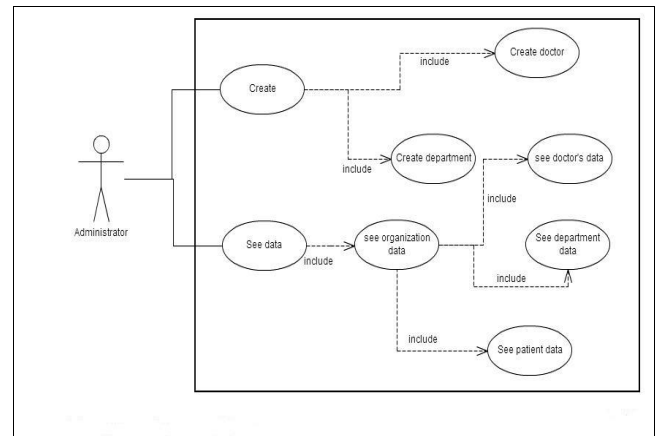 Create doctor
include
Create
Create department
see doctor's data
include
include
Administrator
See data
include
see organization
data
See department
data
include
include
See patient data